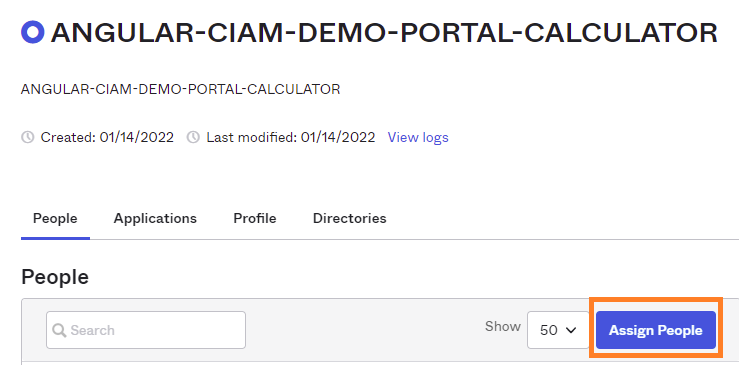 ANGULAR-CIAM-DEMO-PORTAL-CALCULATOR
ANGULAR-CIAM-DEMO-PORTAL-CALCULATOR
Created: 01/14/2022 Last modified: 01/14/2022 View logs
People Applications Profile Directories
People
Search Show 50 Assign People